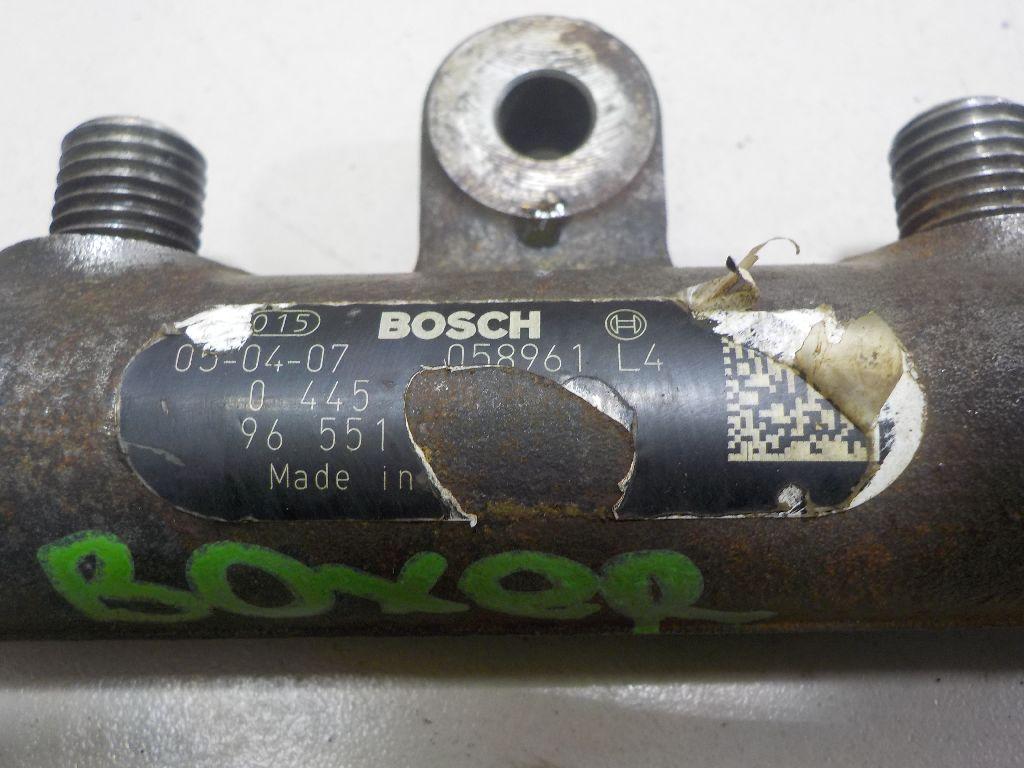 015 BOSCH H
05-04-07 058961 L4
0 445
96 551
Made in
Boxer